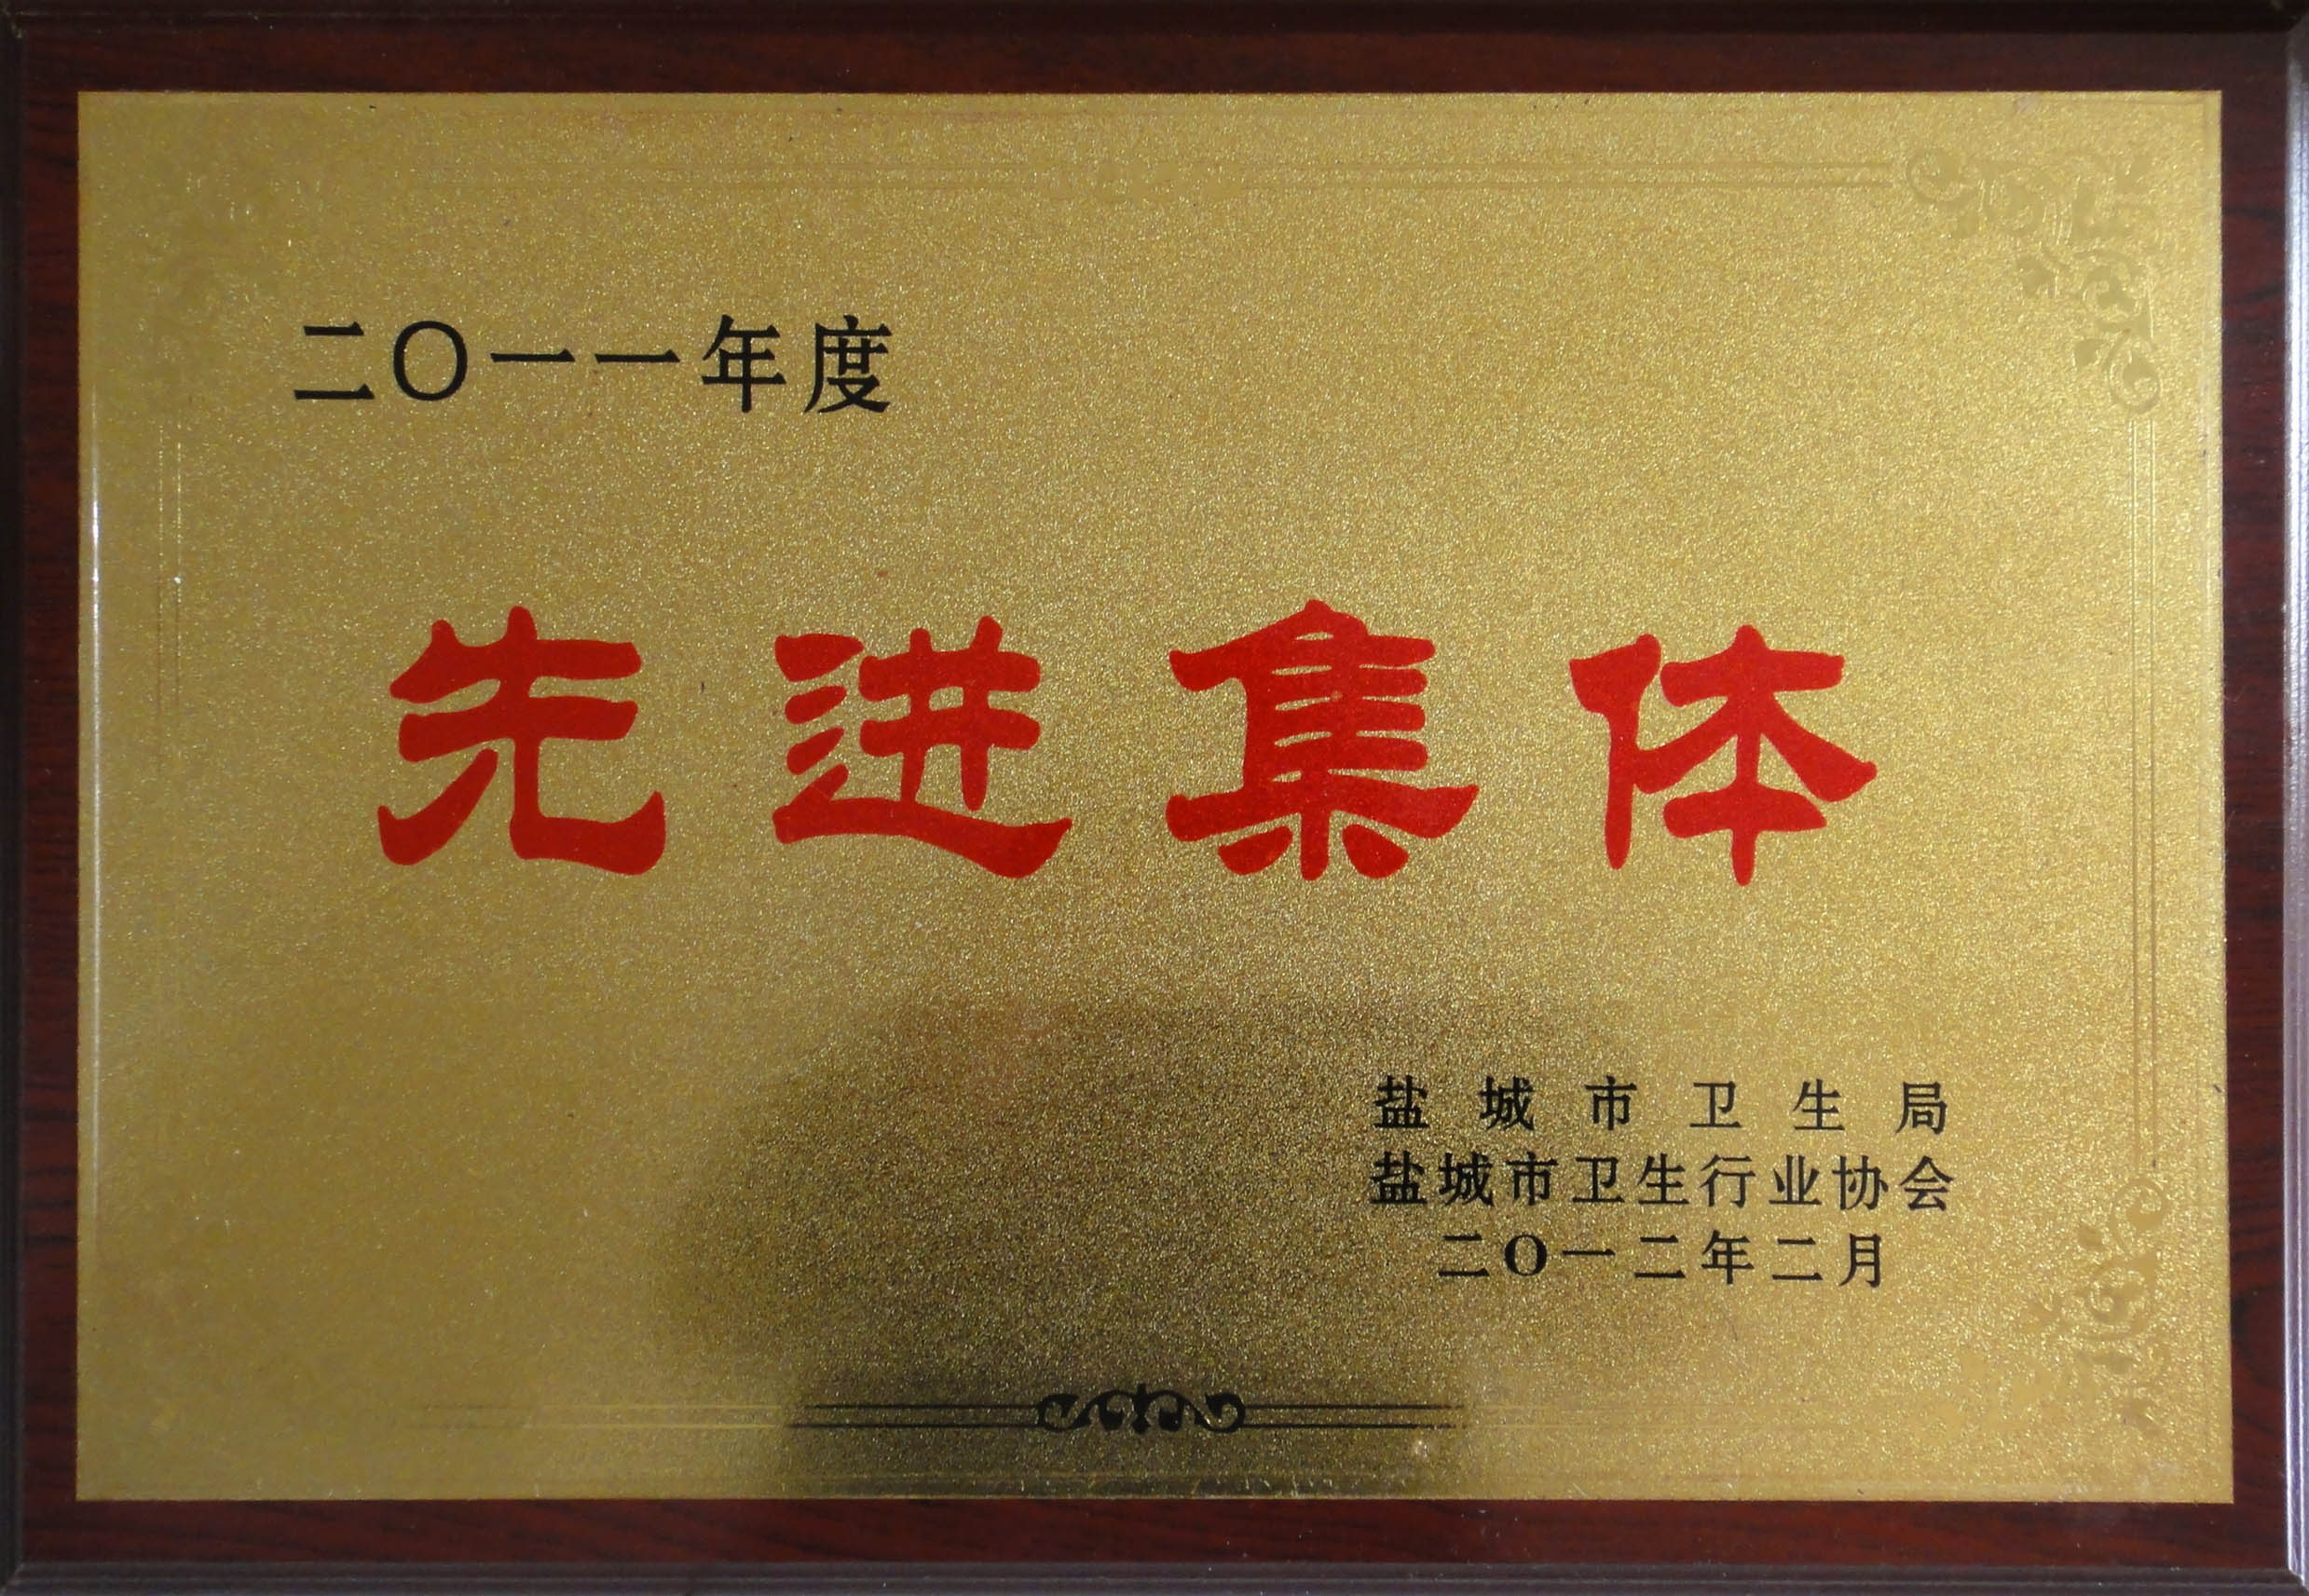 二〇一一年度
先进集体
盐城市卫生局
盐城市卫生行业协会
二〇一二年二月